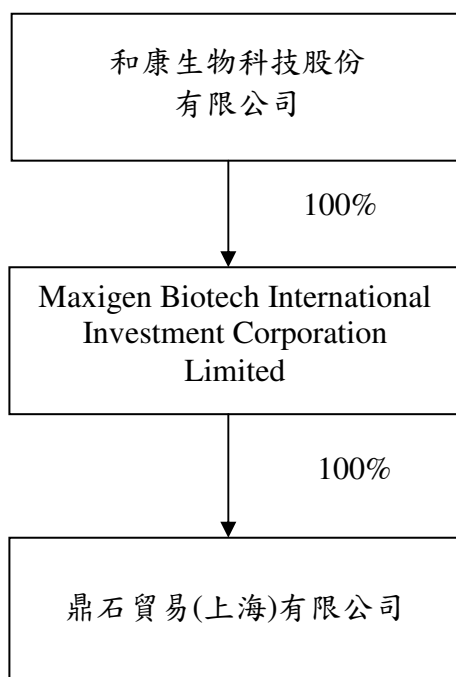 和康生物科技股份
有限公司
100%
Maxigen Biotech International
Investment Corporation
Limited
100%
鼎石貿易(上海)有限公司